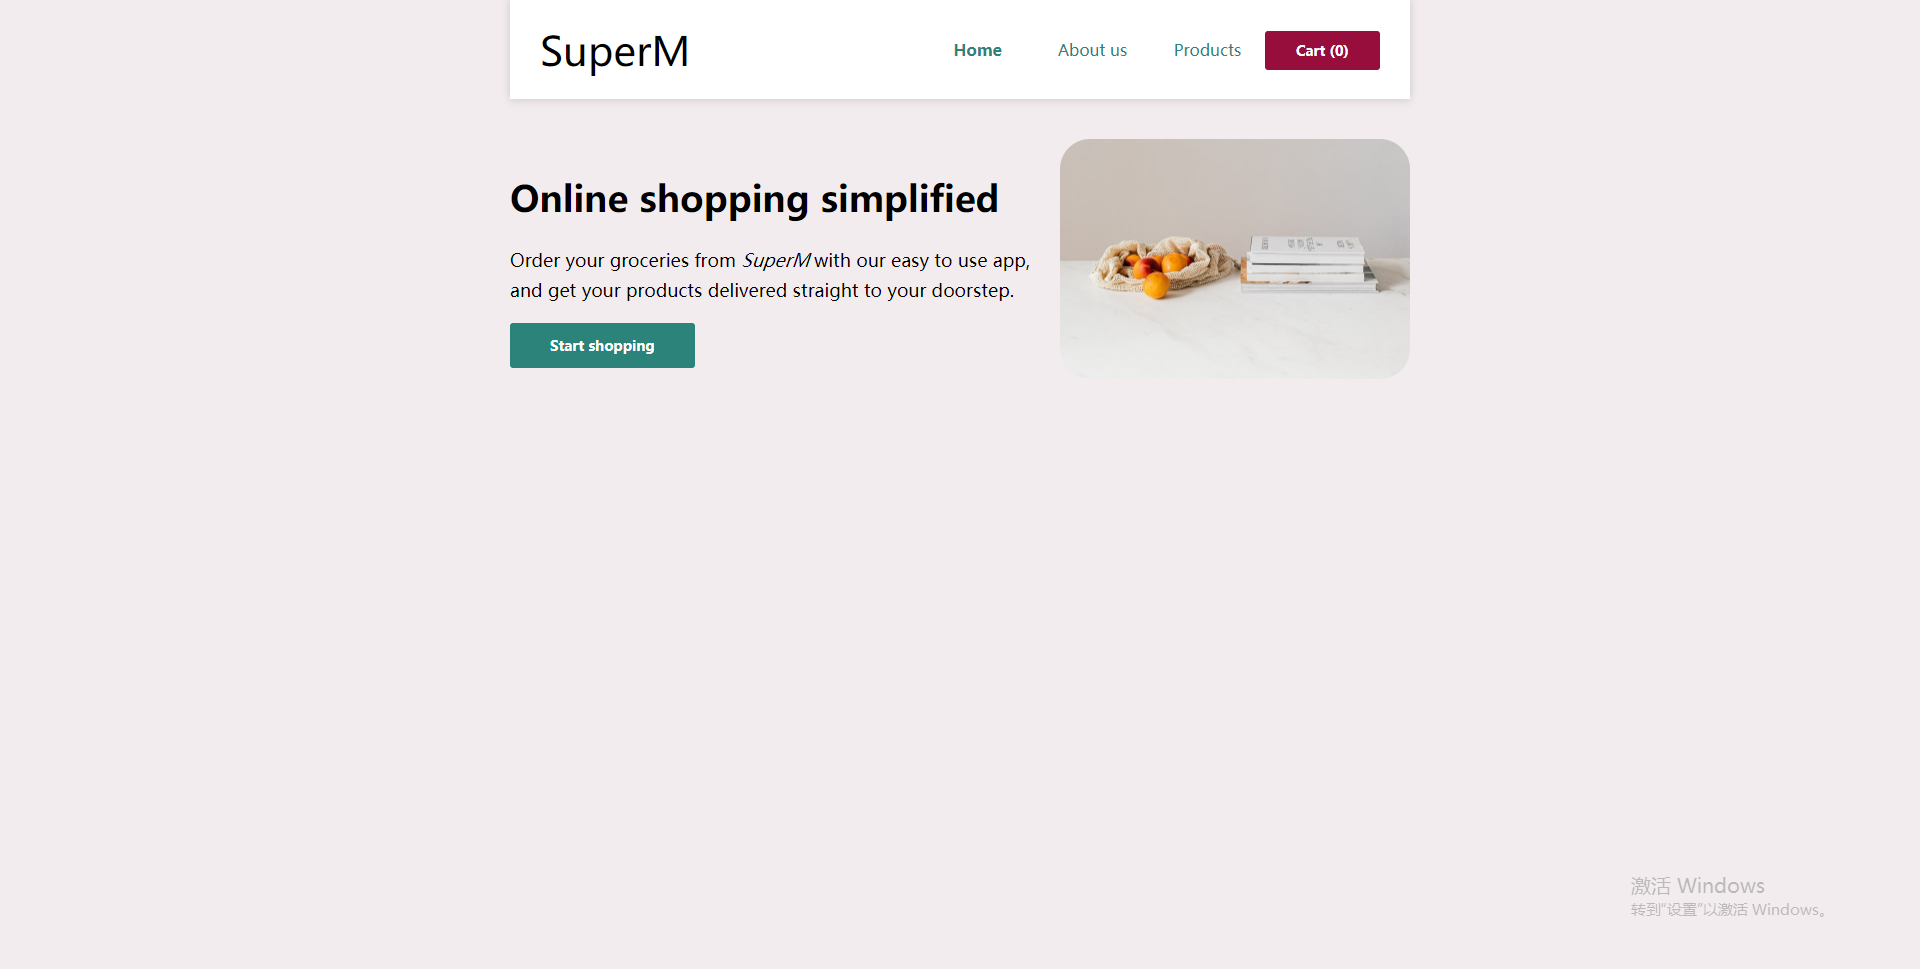 SuperM
Home
About us
Products
Cart (0)
Online shopping simplified
Order your groceries from SuperM with our easy to use app,
and get your products delivered straight to your doorstep.
Start shopping
激活 Windows
转到"设置"以激活 Windows。